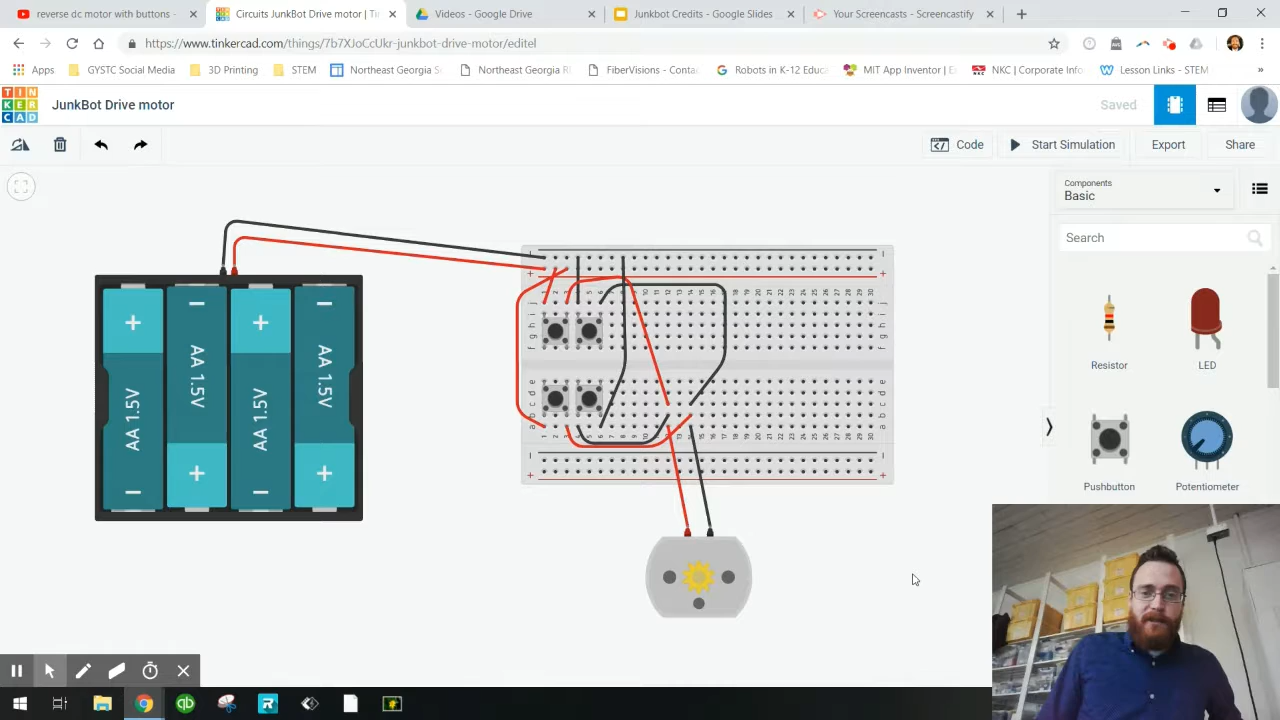 reverse dc motor with buttons -
Circuits JunkBot Drive motor | Tin
Videos - Google Drive
Junkbot Credits - Google Slides
Your Screencasts - Screencastify
https://www.tinkercad.com/things/7b7XJoCcUkr-junkbot-drive-motor/editel
Apps
GYSTC Social Media
3D Printing
STEM
Northeast Georgia S
Northeast Georgia R
FiberVisions - Conta
Robots in K-12 Educa
MIT App Inventor | E
NKC | Corporate Info
Lesson Links - STEM
TIN
KER
CAD
JunkBot Drive motor
Saved
Code
Start Simulation
Export
Share
Components
Basic
Search
Resistor
LED
Pushbutton
Potentiometer
AA 1.5V
AA 1.5V
AA 1.5V
AA 1.5V